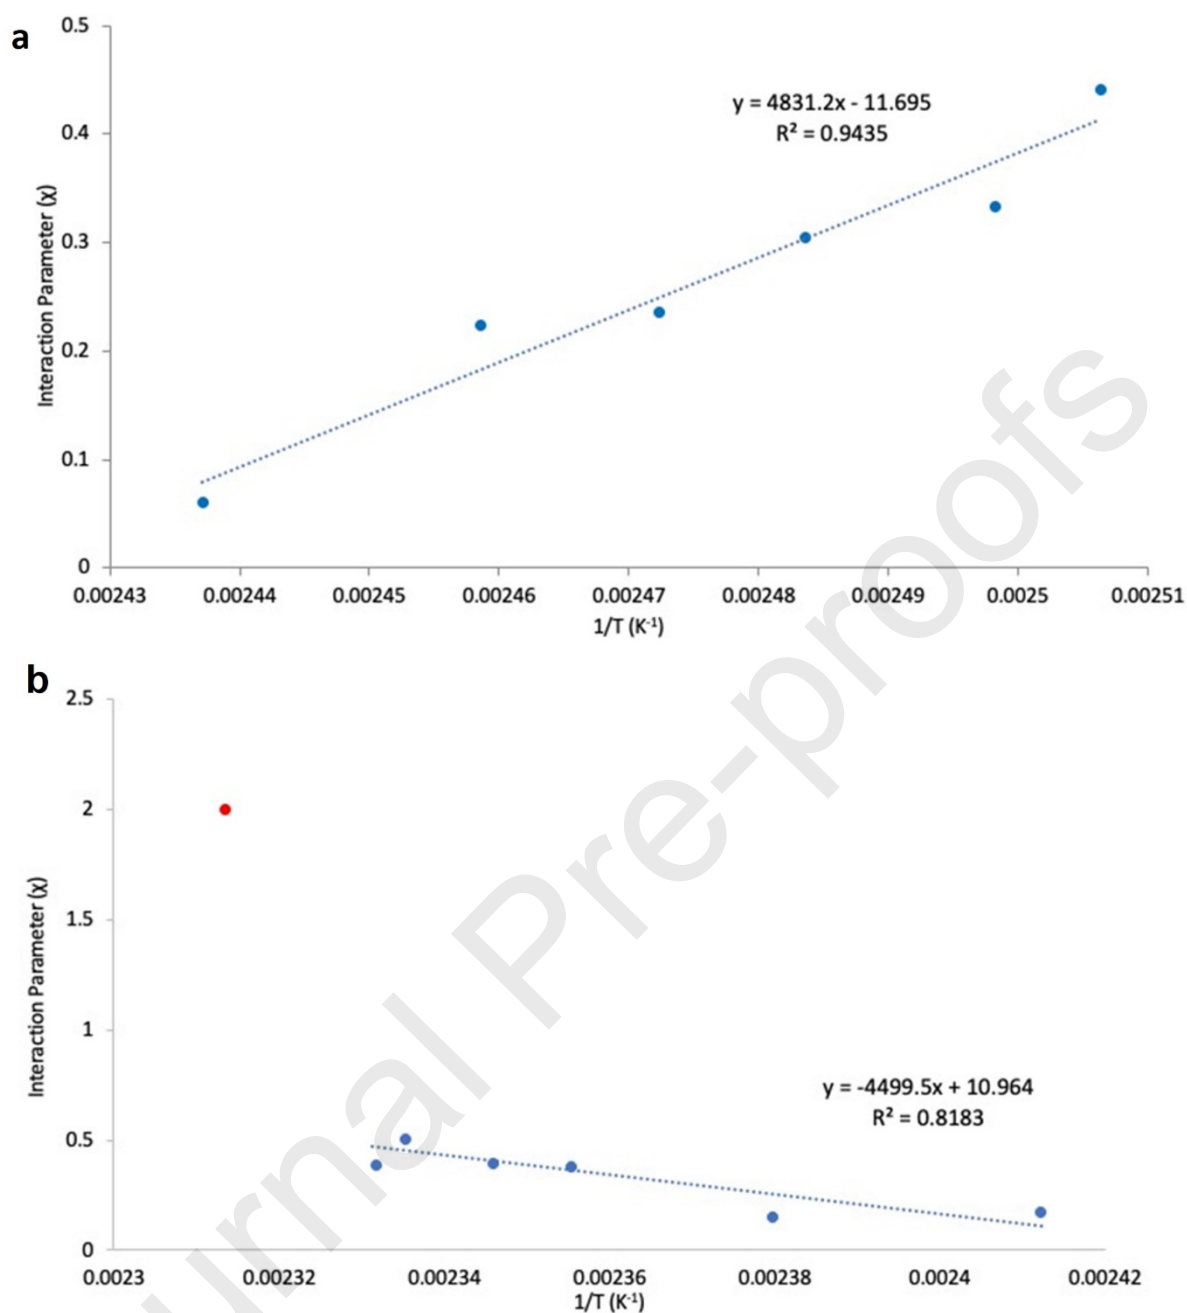 a
0.5
y = 4831.2x - 11.695
R² = 0.9435
0.4
0.3
0.2
0.1
0
Interaction Parameter (χ)
0.00243 0.00244 0.00245 0.00246 0.00247 0.00248 0.00249 0.0025 0.00251
1/T (K⁻¹)
b
2.5
2
1.5
1
y = -4499.5x + 10.964
R² = 0.8183
0.5
0
Interaction Parameter (χ)
0.0023 0.00232 0.00234 0.00236 0.00238 0.0024 0.00242
1/T (K⁻¹)
urnal Pre-proofs